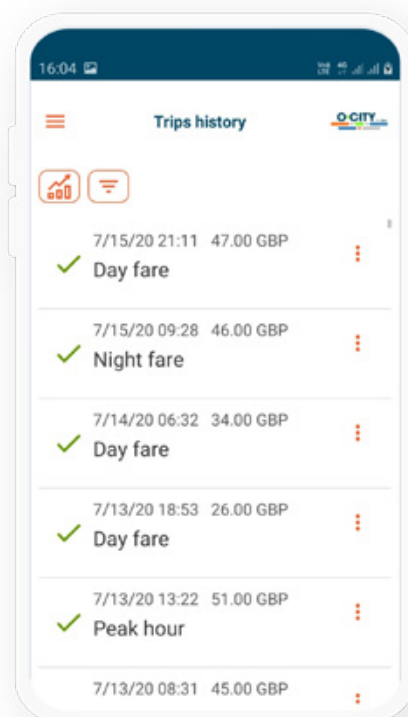 16:04
Trips history
O·CITY
7/15/20 21:11 47.00 GBP
Day fare
7/15/20 09:28 46.00 GBP
Night fare
7/14/20 06:32 34.00 GBP
Day fare
7/13/20 18:53 26.00 GBP
Day fare
7/13/20 13:22 51.00 GBP
Peak hour
7/13/20 08:31 45.00 GBP